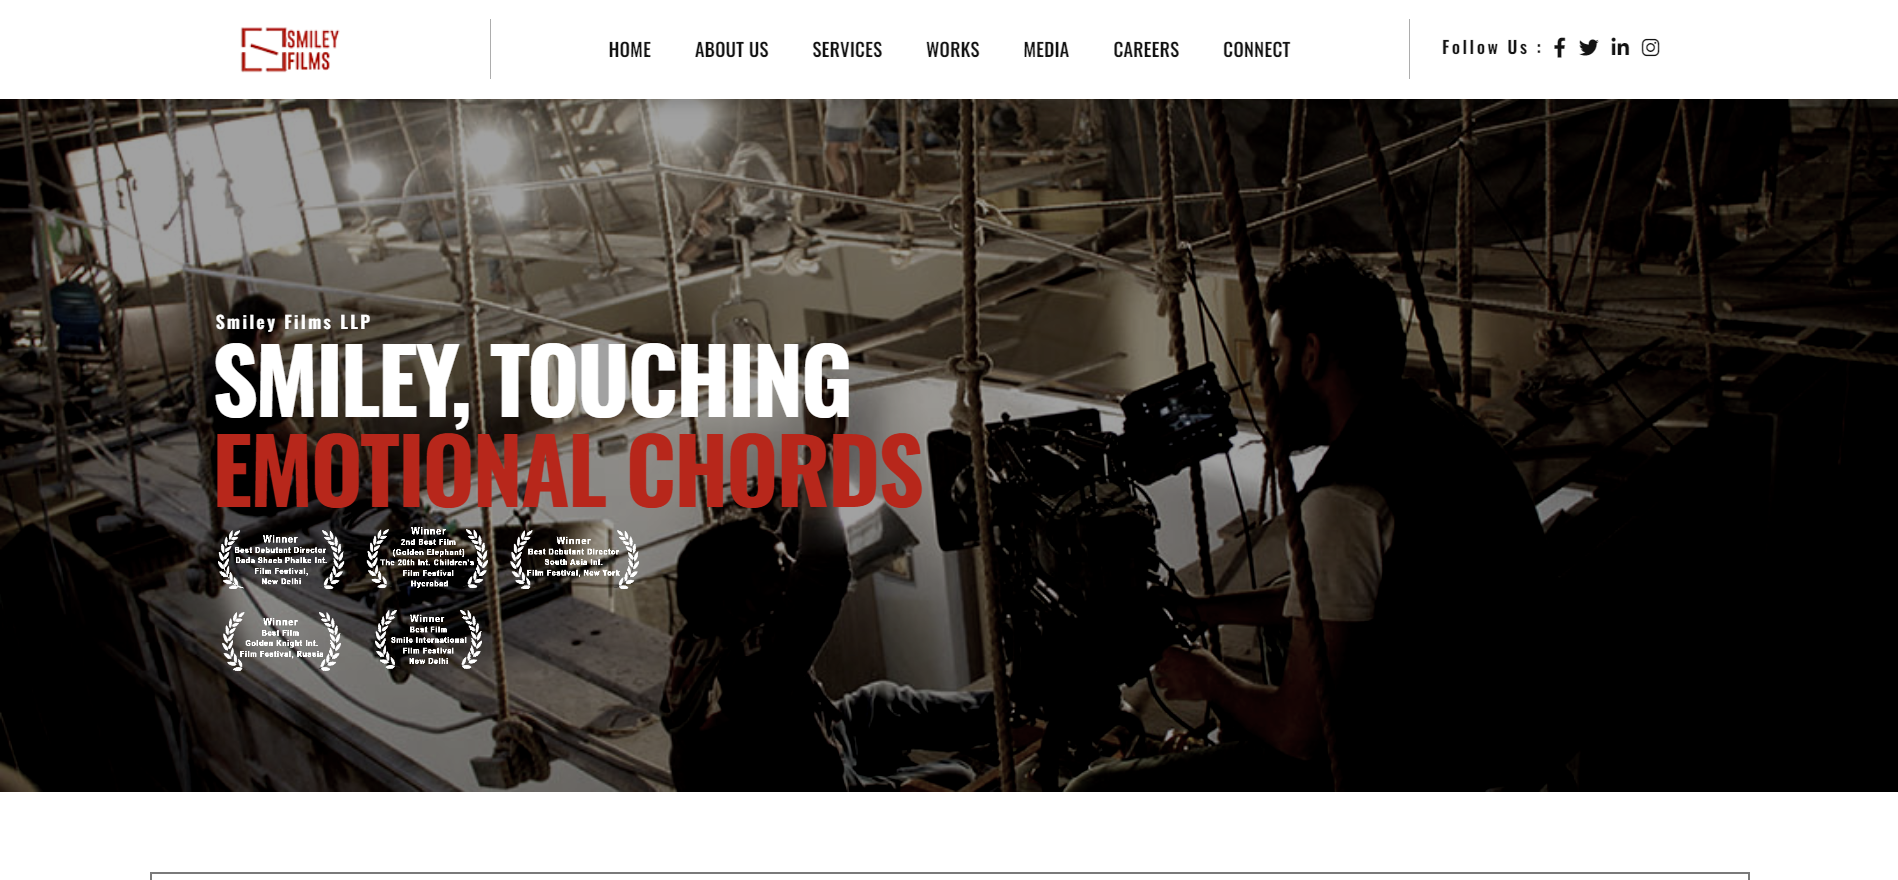 SMILEY
FILMS
HOME ABOUT US SERVICES WORKS MEDIA CAREERS CONNECT
Follow Us :
Smiley Films LLP
SMILEY, TOUCHING
EMOTIONAL CHORDS
Winner
Best Debutant Director
Dada Shaeb Phalke Int.
Film Festival,
New Delhi
Winner
2nd Best Film
(Golden Elephant)
The 20th Int. Children's
Film Festival
Hycrabad
Winner
Best Debutant Director
South Asia Int.
Film Festival, New York
Winner
Best Film
Golden Knight Int.
Film Festival, Russia
Winner
Best Film
Smile International
Film Festival
New Delhi